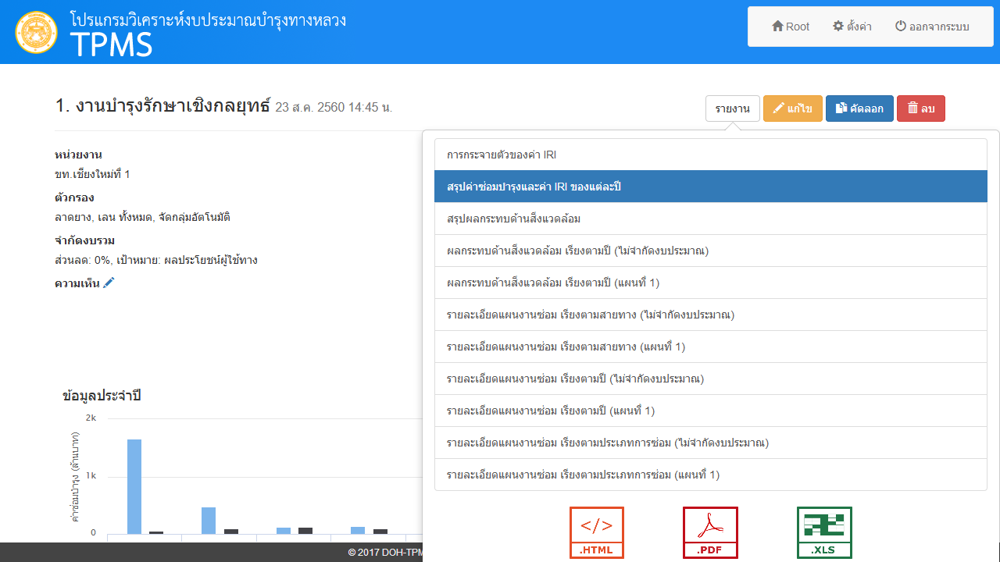 โปรแกรมวิเคราะห์งบประมาณบำรุงทางหลวง
TPMS
Root ตั้งค่า ออกจากระบบ
1. งานบำรุงรักษาเชิงกลยุทธ์ 23 ส.ค. 2560 14:45 น.
รายงาน แก้ไข คัดลอก ลบ
หน่วยงาน
ขท.เชียงใหม่ที่ 1
ตัวกรอง
ลาดยาง, เลน ทั้งหมด, จัดกลุ่มอัตโนมัติ
จำกัดงบรวม
ส่วนลด: 0%, เป้าหมาย: ผลประโยชน์ผู้ใช้ทาง
ความเห็น
การกระจายตัวของค่า IRI
สรุปค่าซ่อมบำรุงและค่า IRI ของแต่ละปี
สรุปผลกระทบด้านสิ่งแวดล้อม
ผลกระทบด้านสิ่งแวดล้อม เรียงตามปี (ไม่จำกัดงบประมาณ)
ผลกระทบด้านสิ่งแวดล้อม เรียงตามปี (แผนที่ 1)
รายละเอียดแผนงานซ่อม เรียงตามสายทาง (ไม่จำกัดงบประมาณ)
รายละเอียดแผนงานซ่อม เรียงตามสายทาง (แผนที่ 1)
รายละเอียดแผนงานซ่อม เรียงตามปี (ไม่จำกัดงบประมาณ)
รายละเอียดแผนงานซ่อม เรียงตามปี (แผนที่ 1)
รายละเอียดแผนงานซ่อม เรียงตามประเภทการซ่อม (ไม่จำกัดงบประมาณ)
รายละเอียดแผนงานซ่อม เรียงตามประเภทการซ่อม (แผนที่ 1)
</> .HTML
.PDF
.XLS
ข้อมูลประจำปี
ค่าซ่อมบำรุง (ล้านบาท)
2k
1k
0
© 2017 DOH-TPM